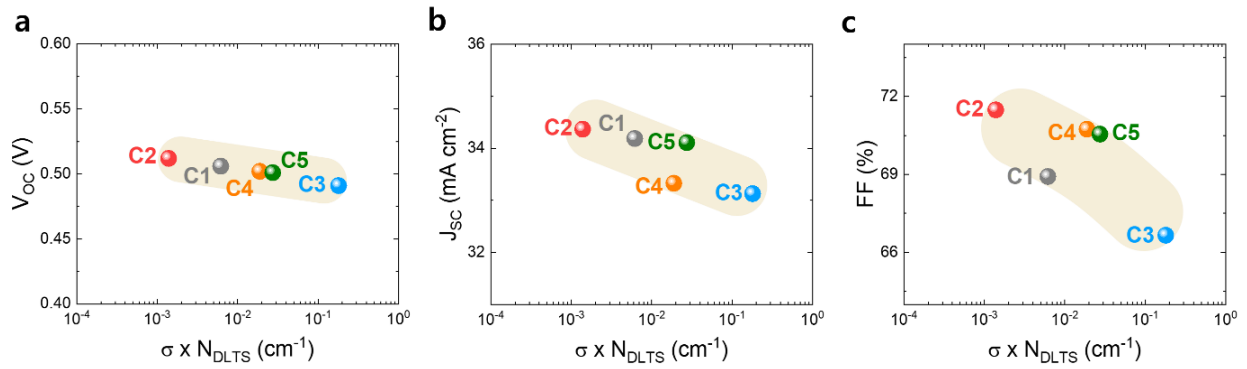 a
0.60
0.55
0.50
0.45
0.40
V_OC (V)
C2
C1
C4
C5
C3
10^-4
10^-3
10^-2
10^-1
10^0
σ x N_DLTS (cm^-1)
b
36
34
33
31
J_SC (mA cm^-2)
C2
C1
C5
C4
C3
10^-4
10^-3
10^-2
10^-1
10^0
σ x N_DLTS (cm^-1)
c
72
69
66
FF (%)
C2
C4
C5
C1
C3
10^-4
10^-3
10^-2
10^-1
10^0
σ x N_DLTS (cm^-1)